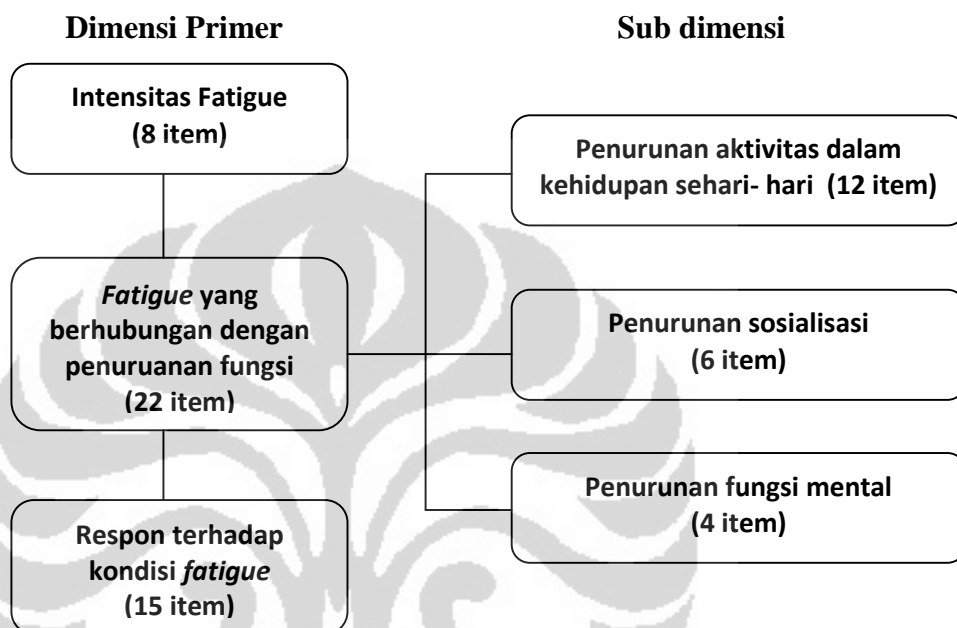 Dimensi Primer
Sub dimensi
Intensitas Fatigue
(8 item)
Fatigue yang
berhubungan dengan
penuruanan fungsi
(22 item)
Respon terhadap
kondisi fatigue
(15 item)
Penurunan aktivitas dalam
kehidupan sehari- hari (12 item)
Penurunan sosialisasi
(6 item)
Penurunan fungsi mental
(4 item)